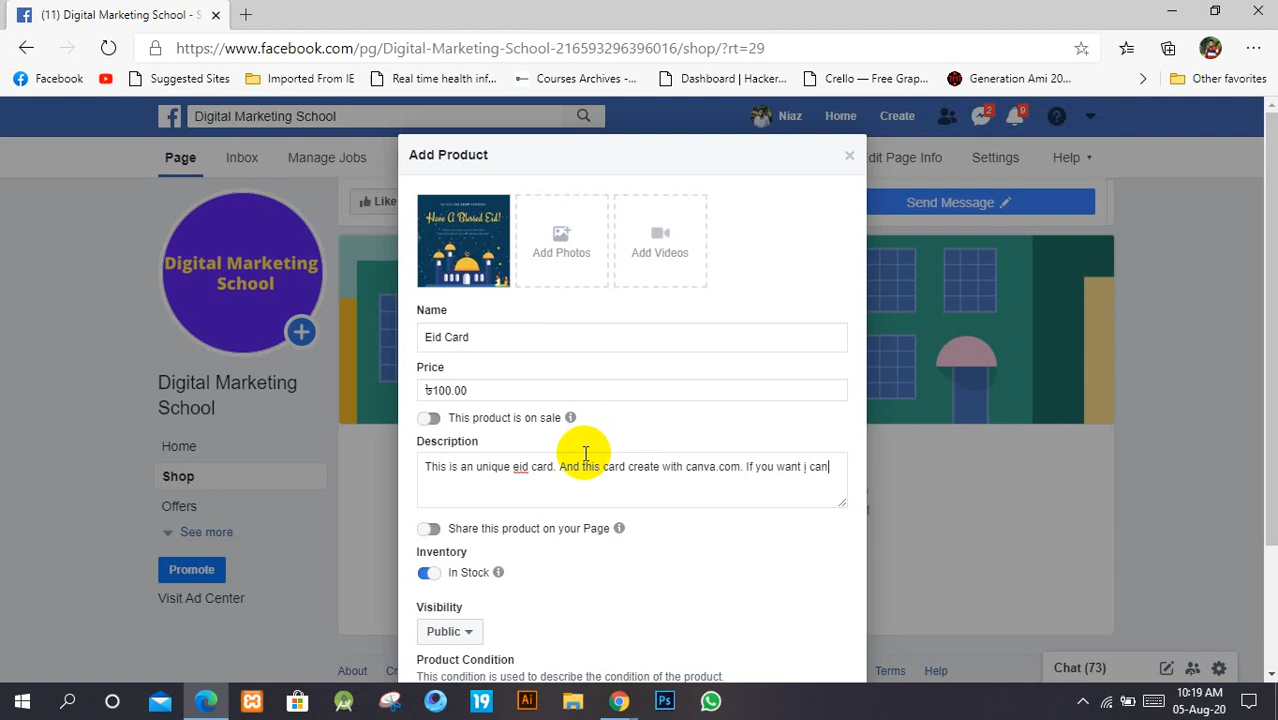 (11) Digital Marketing School - S
https://www.facebook.com/pg/Digital-Marketing-School-216593296396016/shop/?rt=29
Facebook
Suggested Sites
Imported From IE
Real time health inf...
Courses Archives -...
Dashboard | Hacker...
Crello — Free Grap...
Generation Ami 20...
Other favorites
Digital Marketing School
Niaz
Home
Create
2
9
Page
Inbox
Manage Jobs
dit Page Info
Settings
Help
Add Product
Like
Send Message
Have A Blessed Eid!
Add Photos
Add Videos
Digital Marketing
School
Name
Eid Card
Price
৳100.00
This product is on sale
Description
This is an unique eid card. And this card create with canva.com. If you want i can
Share this product on your Page
Inventory
In Stock
Visibility
Public
Product Condition
This condition is used to describe the condition of the product.
Digital Marketing
School
Home
Shop
Offers
See more
Promote
Visit Ad Center
About
Cr
Terms
Help
Chat (73)
19
Ai
Ps
10:19 AM
05-Aug-20